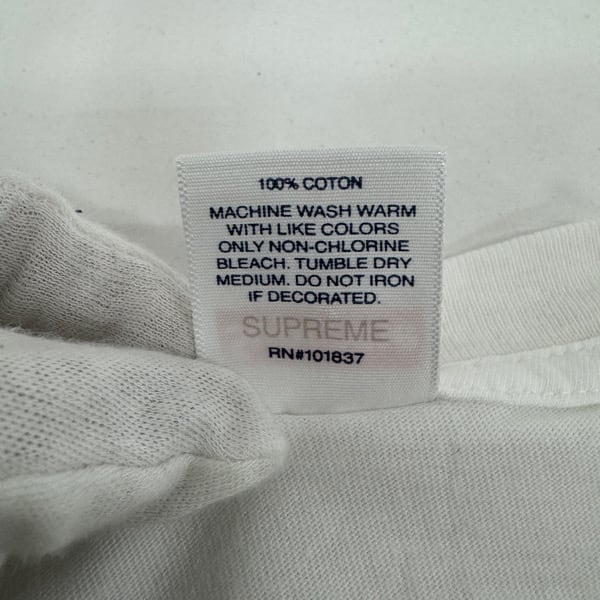 100% COTON
MACHINE WASH WARM
WITH LIKE COLORS
ONLY NON-CHLORINE
BLEACH. TUMBLE DRY
MEDIUM. DO NOT IRON
IF DECORATED.
SUPREME
RN#101837